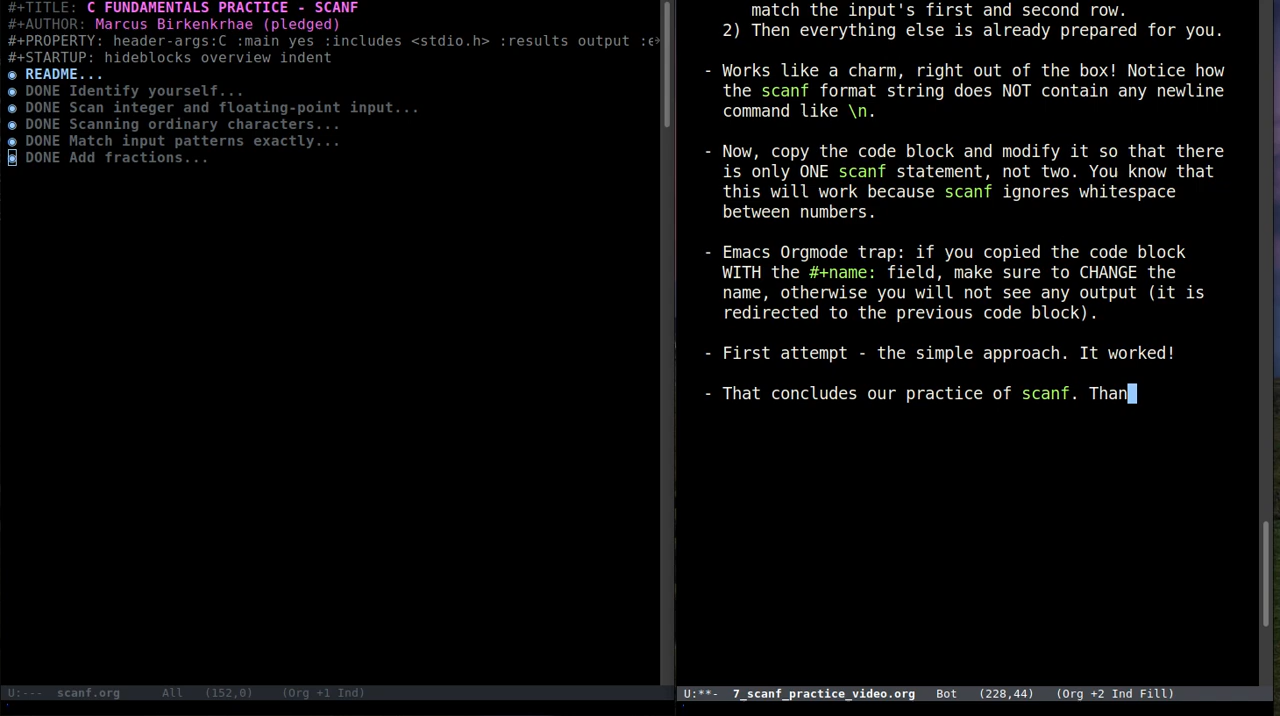 #+TITLE: C FUNDAMENTALS PRACTICE - SCANF
#+AUTHOR: Marcus Birkenkrhae (pledged)
#+PROPERTY: header-args:C :main yes :includes <stdio.h> :results output :e
#+STARTUP: hideblocks overview indent
◉ README...
◉ DONE Identify yourself...
◉ DONE Scan integer and floating-point input...
◉ DONE Scanning ordinary characters...
◉ DONE Match input patterns exactly...
◉ DONE Add fractions...
U:--- scanf.org All (152,0) (Org +1 Ind)
match the input's first and second row.
2) Then everything else is already prepared for you.
- Works like a charm, right out of the box! Notice how
the scanf format string does NOT contain any newline
command like \n.
- Now, copy the code block and modify it so that there
is only ONE scanf statement, not two. You know that
this will work because scanf ignores whitespace
between numbers.
- Emacs Orgmode trap: if you copied the code block
WITH the #+name: field, make sure to CHANGE the
name, otherwise you will not see any output (it is
redirected to the previous code block).
- First attempt - the simple approach. It worked!
- That concludes our practice of scanf. Than
U:**- 7_scanf_practice_video.org Bot (228,44) (Org +2 Ind Fill)